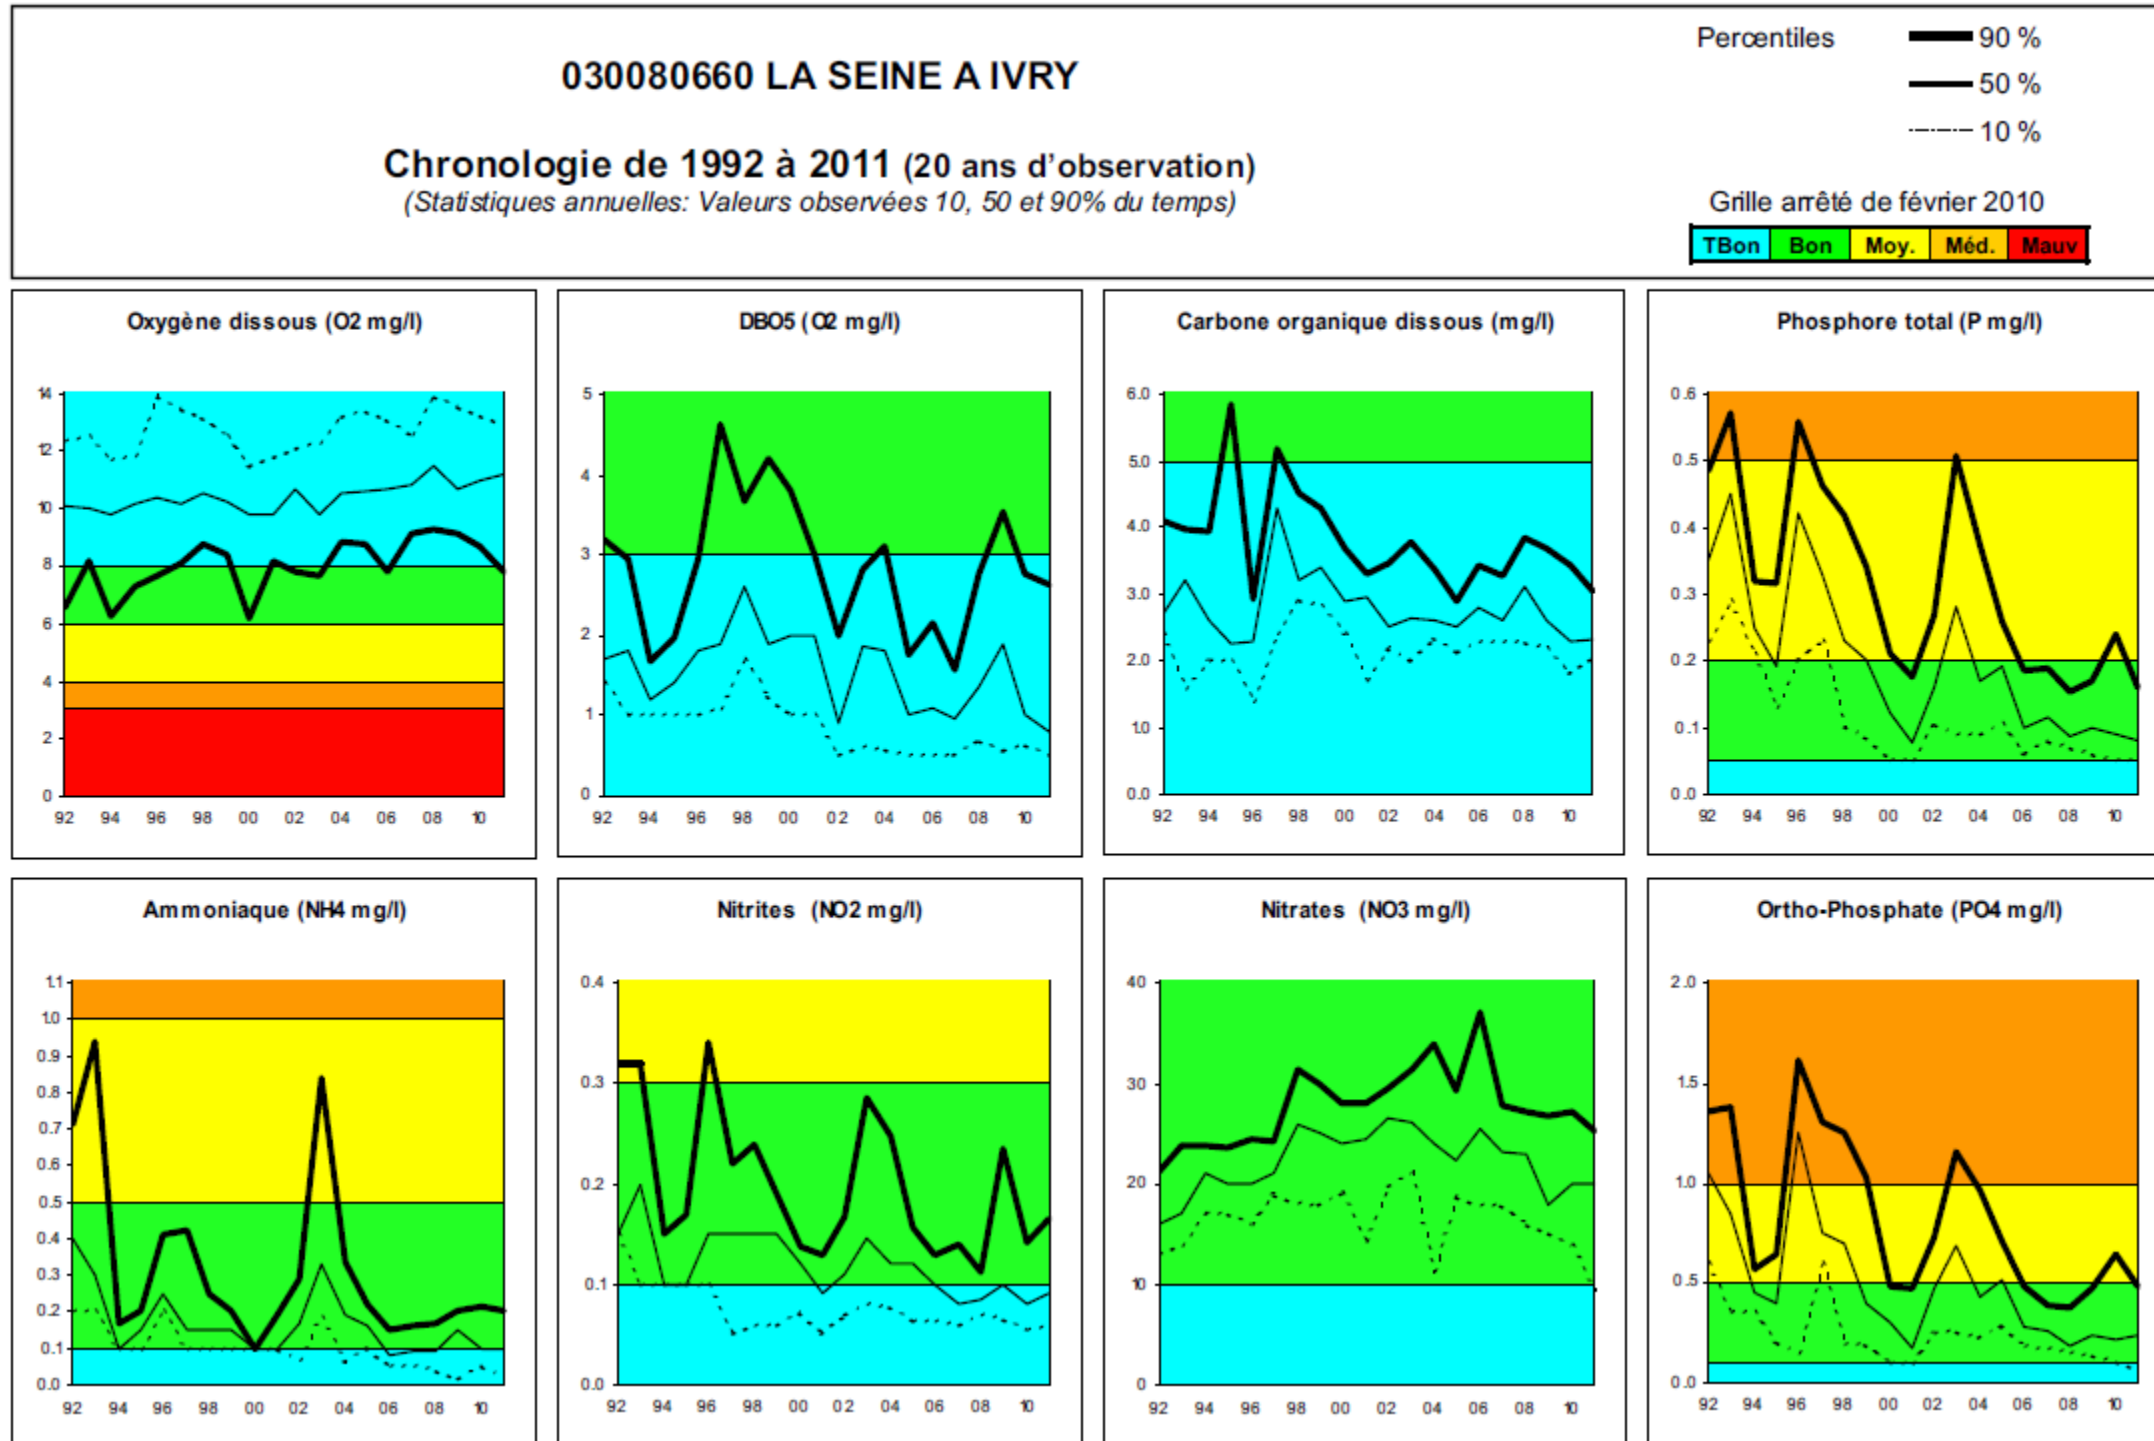 030080660 LA SEINE A IVRY
Chronologie de 1992 à 2011 (20 ans d'observation)
(Statistiques annuelles: Valeurs observées 10, 50 et 90% du temps)
Percentiles
90 %
50 %
10 %
Grille arrêté de février 2010
TBon Bon Moy. Méd. Mauv
Oxygène dissous (O2 mg/l)
14
12
10
8
6
4
2
0
92 94 96 98 00 02 04 06 08 10
DBO5 (O2 mg/l)
5
4
3
2
1
0
92 94 96 98 00 02 04 06 08 10
Carbone organique dissous (mg/l)
6.0
5.0
4.0
3.0
2.0
1.0
0.0
92 94 96 98 00 02 04 06 08 10
Phosphore total (P mg/l)
0.6
0.5
0.4
0.3
0.2
0.1
0.0
92 94 96 98 00 02 04 06 08 10
Ammoniaque (NH4 mg/l)
1.1
1.0
0.9
0.8
0.7
0.6
0.5
0.4
0.3
0.2
0.1
0.0
92 94 96 98 00 02 04 06 08 10
Nitrites (NO2 mg/l)
0.4
0.3
0.2
0.1
0.0
92 94 96 98 00 02 04 06 08 10
Nitrates (NO3 mg/l)
40
30
20
10
0
92 94 96 98 00 02 04 06 08 10
Ortho-Phosphate (PO4 mg/l)
2.0
1.5
1.0
0.5
0.0
92 94 96 98 00 02 04 06 08 10